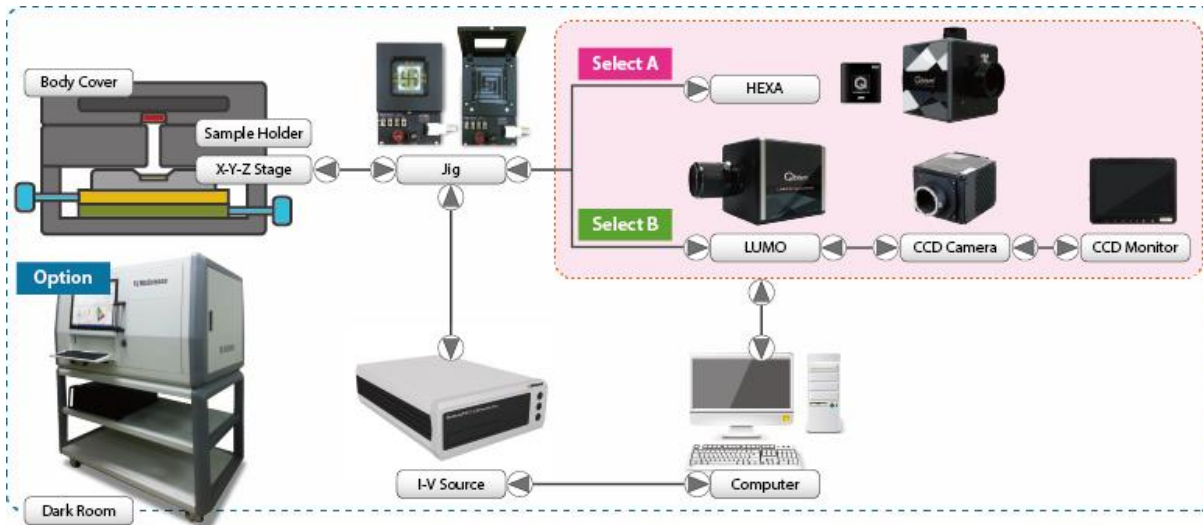 Body Cover
Sample Holder
X-Y-Z Stage
Jig
Select A
HEXA
Select B
LUMO
CCD Camera
CCD Monitor
Option
Dark Room
I-V Source
Computer